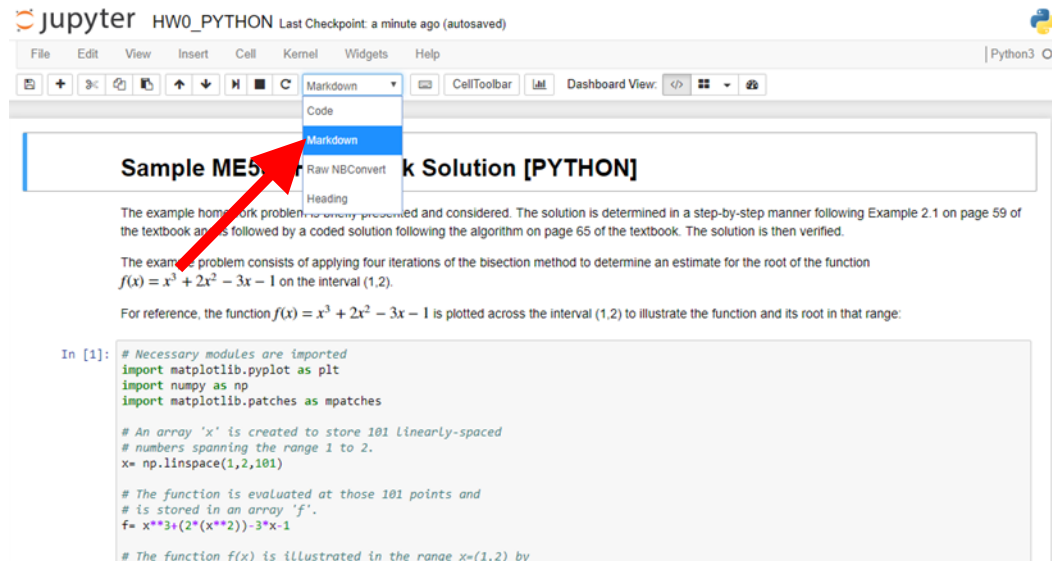 jupyter HW0_PYTHON Last Checkpoint: a minute ago (autosaved)
File Edit View Insert Cell Kernel Widgets Help Python3
Markdown CellToolbar Dashboard View:
Code
Markdown
Raw NBConvert
Heading
Sample k Solution [PYTHON]
The example problem is briefly presented and considered. The solution is determined in a step-by-step manner following Example 2.1 on page 59 of
the textbook followed by a coded solution following the algorithm on page 65 of the textbook. The solution is then verified.
The problem consists of applying four iterations of the bisection method to determine an estimate for the root of the function
f(x) = x³ + 2x² − 3x − 1 on the interval (1,2).
For reference, the function f(x) = x³ + 2x² − 3x − 1 is plotted across the interval (1,2) to illustrate the function and its root in that range:
In [1]: # Necessary modules are imported
import matplotlib.pyplot as plt
import numpy as np
import matplotlib.patches as mpatches
# An array 'x' is created to store 101 linearly-spaced
# numbers spanning the range 1 to 2.
x= np.linspace(1,2,101)
# The function is evaluated at those 101 points and
# is stored in an array 'f'.
f= x**3+(2*(x**2))-3*x-1
# The function f(x) is illustrated in the range x=(1,2) by